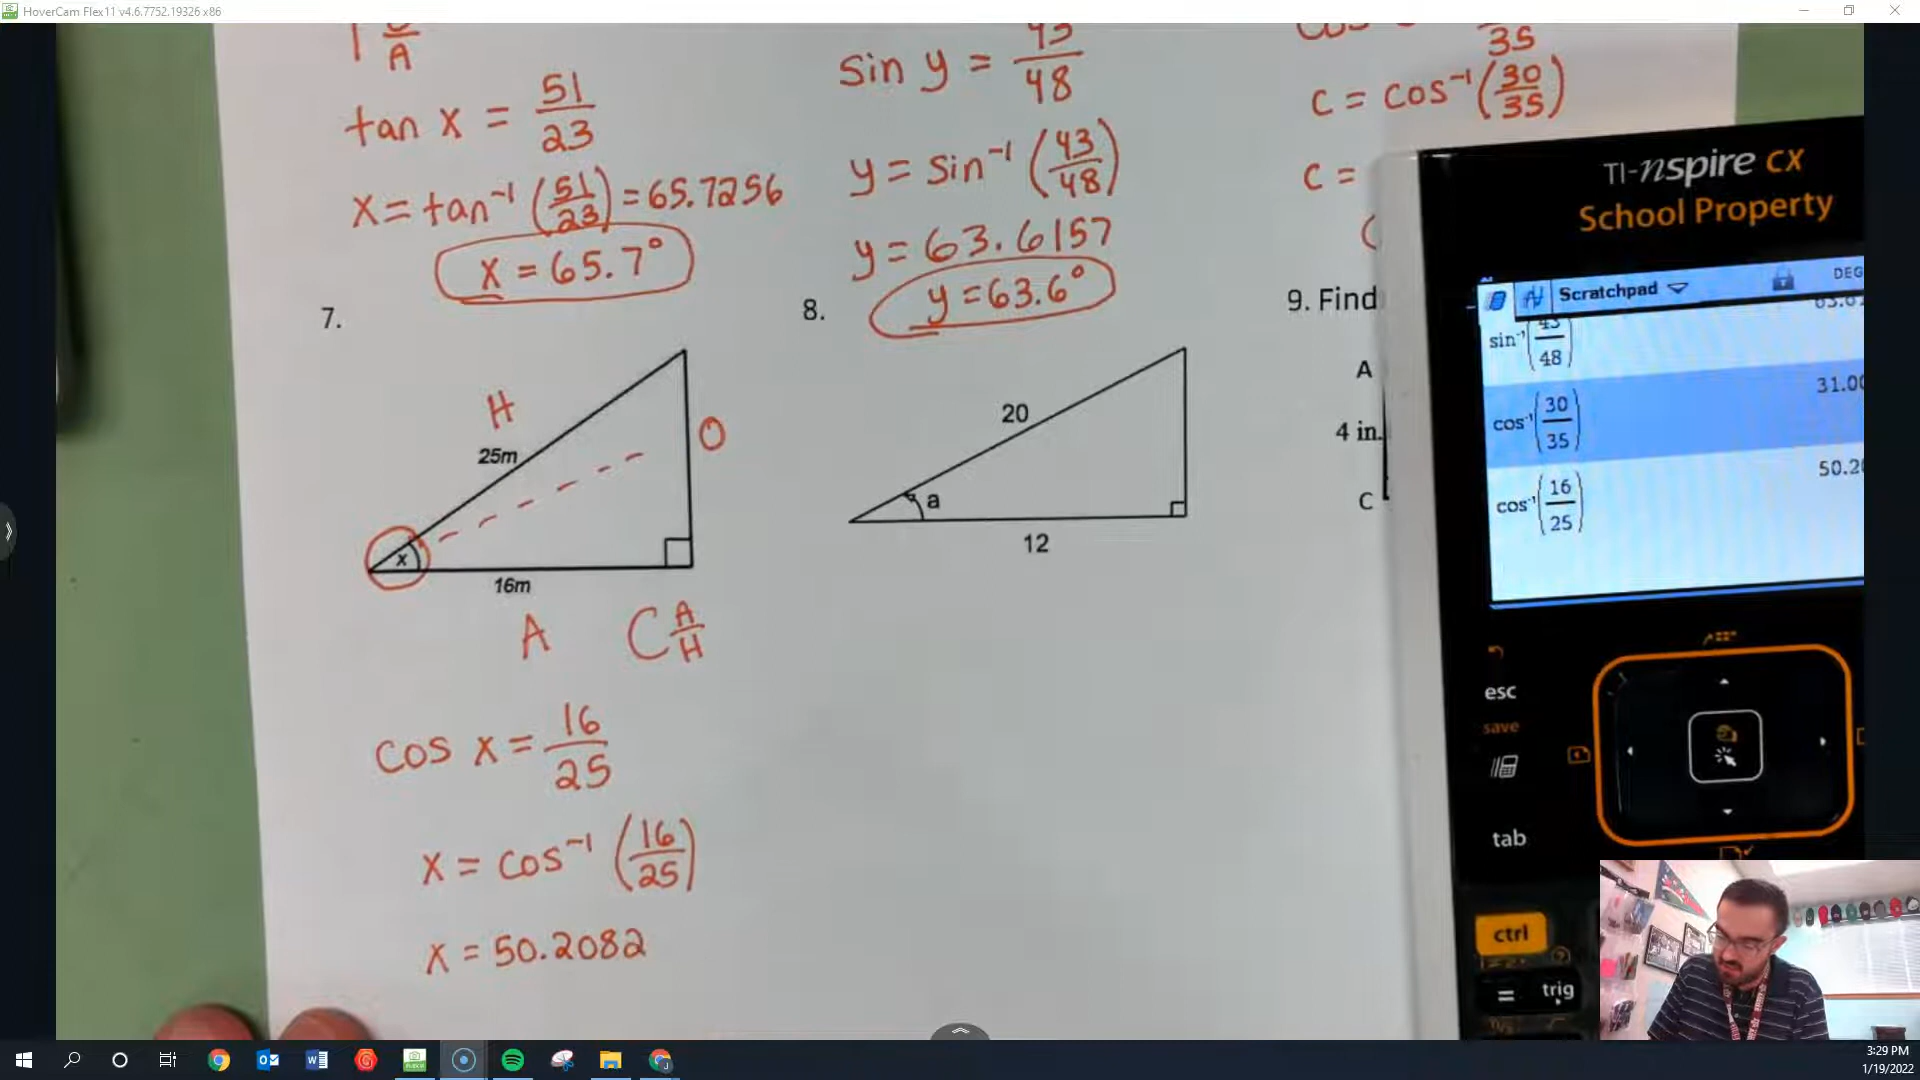 HoverCam Flex11 v4.6.7752.19326 x86
A
tan x = 51/23
x = tan⁻¹ (51/23) = 65.7256
x = 65.7°
sin y = 43/48
y = sin⁻¹ (43/48)
y = 63.6157
y = 63.6°
35
c = cos⁻¹ (30/35)
c =
7.
H
25m
O
x
16m
A
C A/H
cos x = 16/25
x = cos⁻¹ (16/25)
x = 50.2082
8.
20
a
12
9. Find
A
4 in.
C
TI-nspire CX
School Property
Scratchpad
DEG
sin⁻¹(43/48)
cos⁻¹(30/35)
31.00
cos⁻¹(16/25)
50.20
esc
save
tab
ctrl
= trig
3:29 PM
1/19/2022